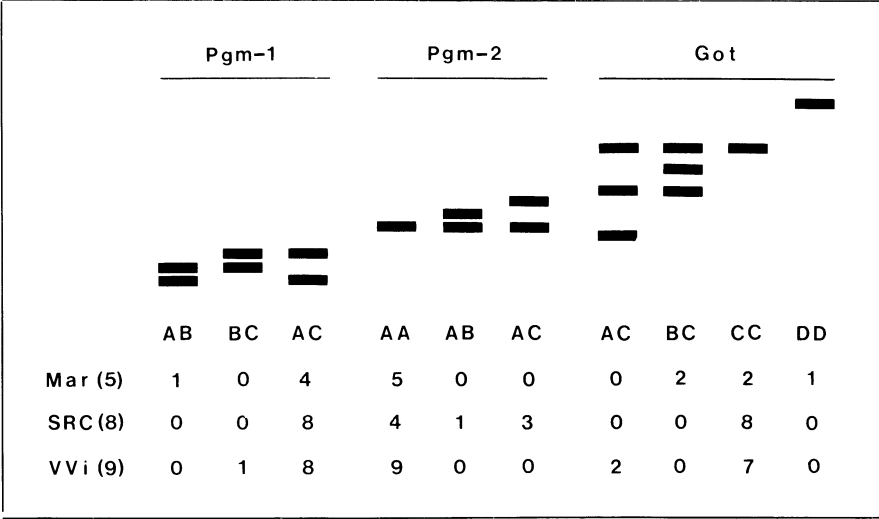 Pgm-1 Pgm-2 Got
AB BC AC AA AB AC AC BC CC DD
Mar (5) 1 0 4 5 0 0 0 2 2 1
SRC (8) 0 0 8 4 1 3 0 0 8 0
VVi (9) 0 1 8 9 0 0 2 0 7 0